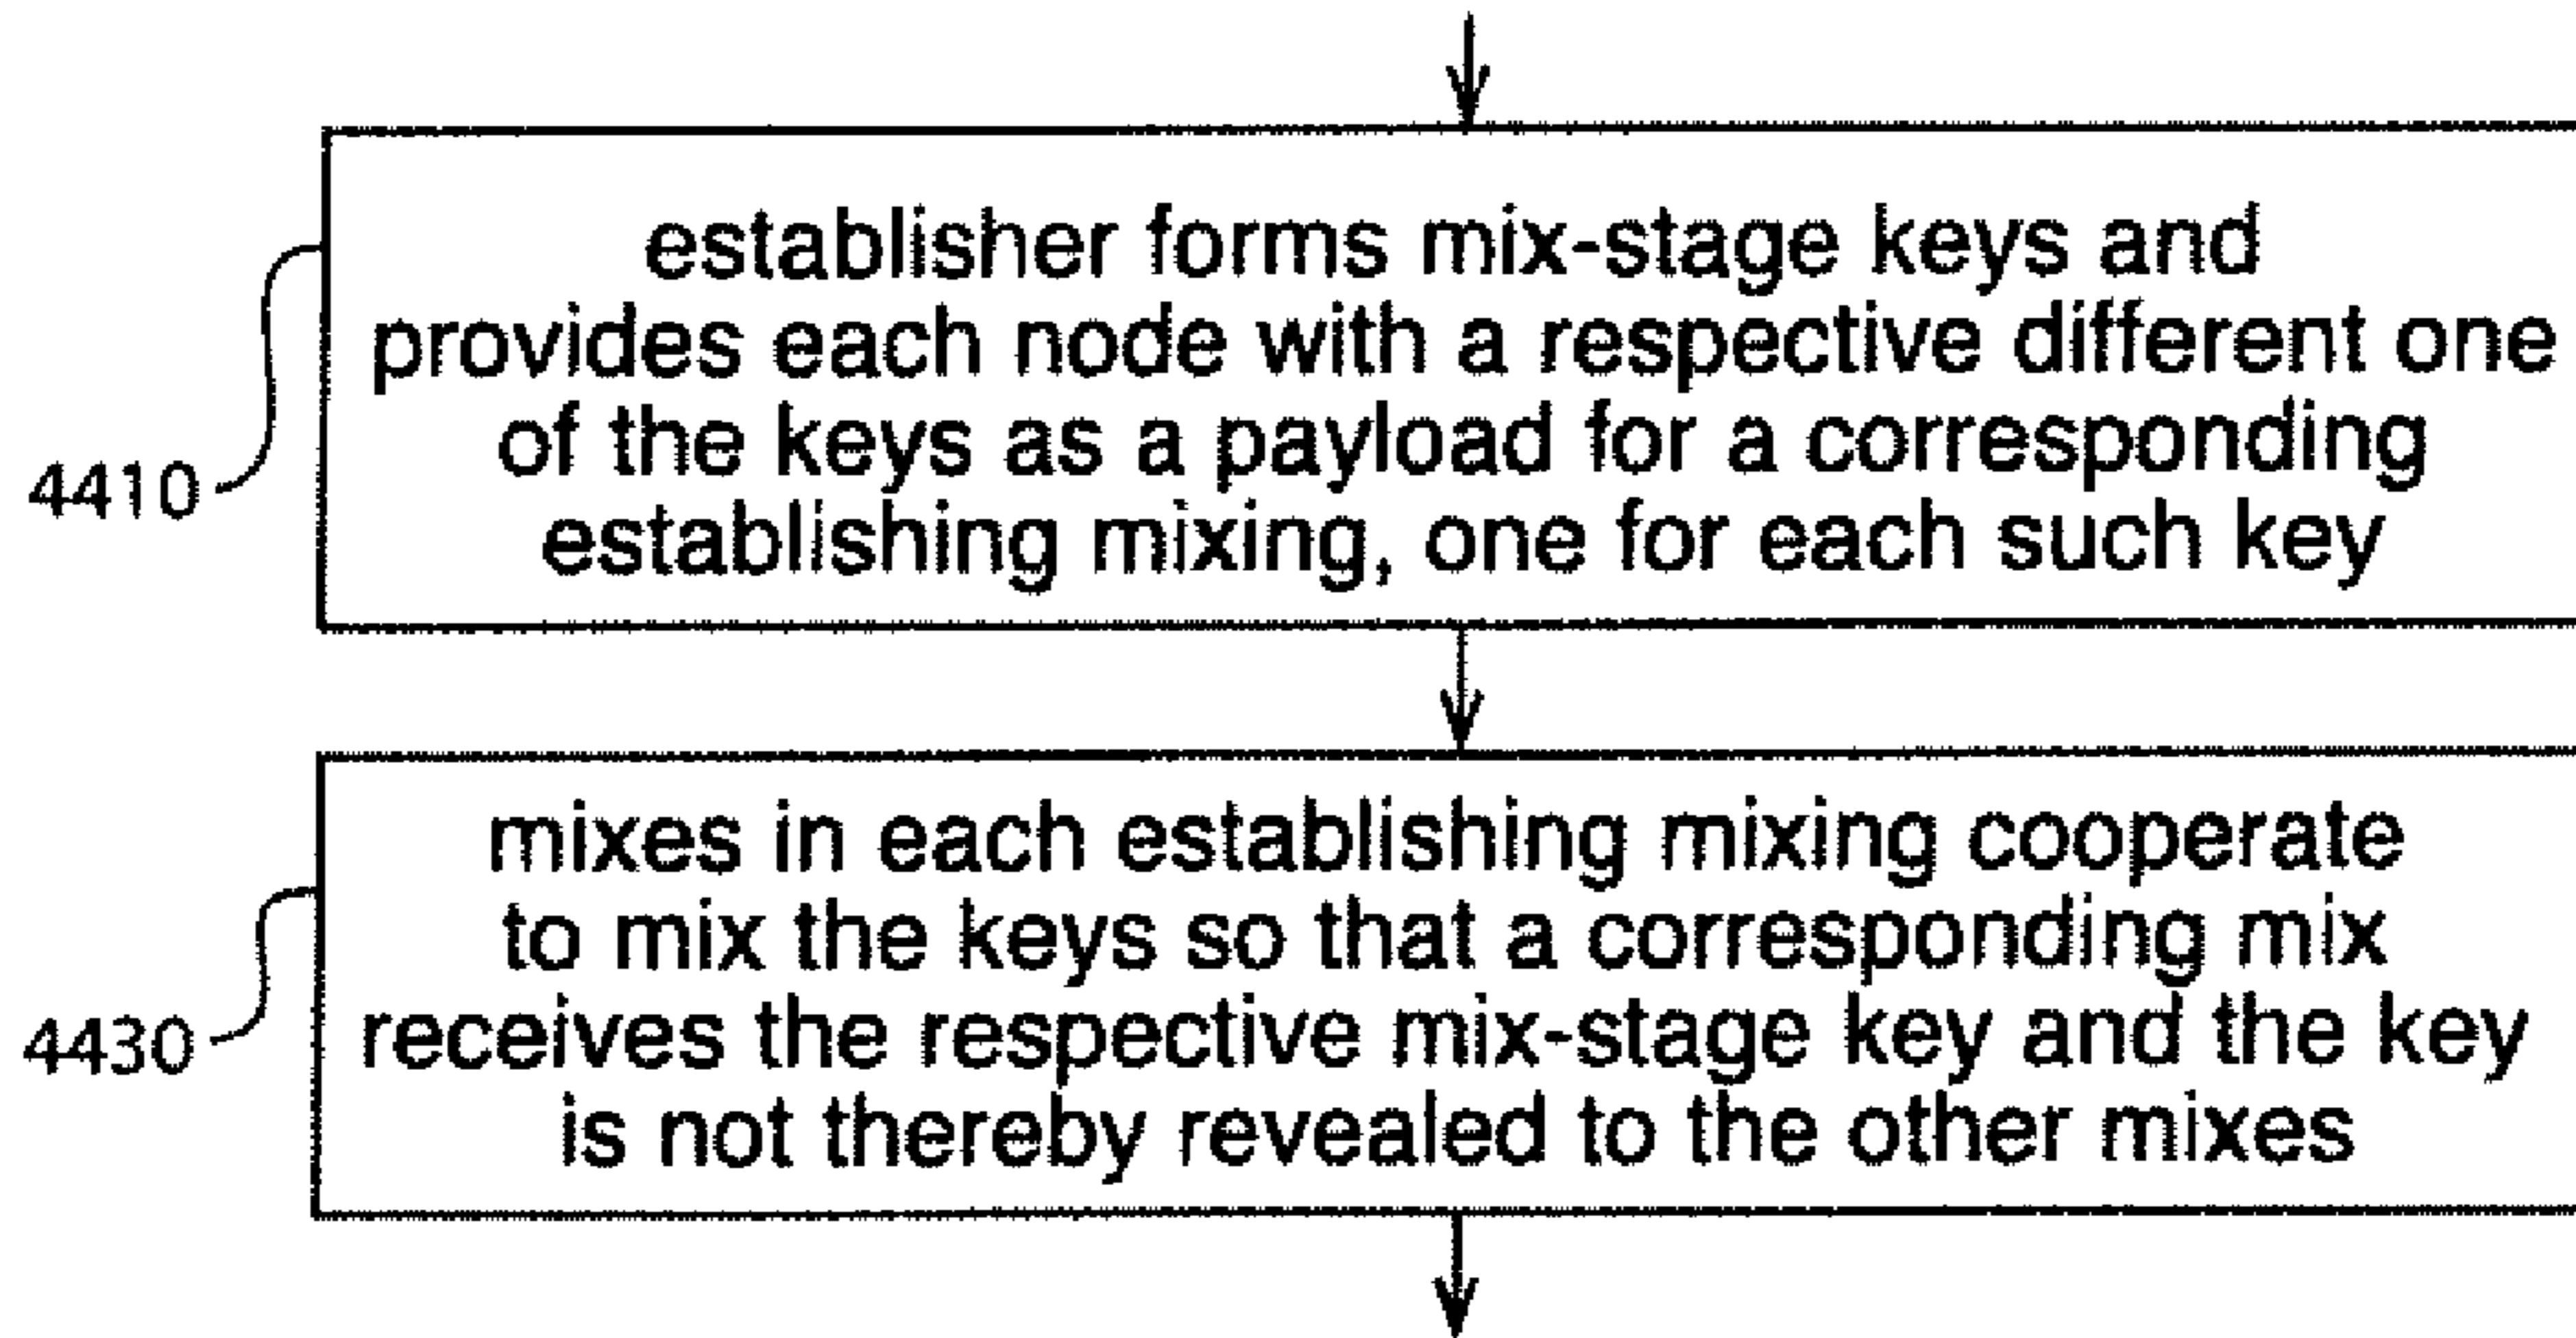 establisher forms mix-stage keys and
provides each node with a respective different one
of the keys as a payload for a corresponding
establishing mixing, one for each such key
4410
mixes in each establishing mixing cooperate
to mix the keys so that a corresponding mix
receives the respective mix-stage key and the key
is not thereby revealed to the other mixes
4430